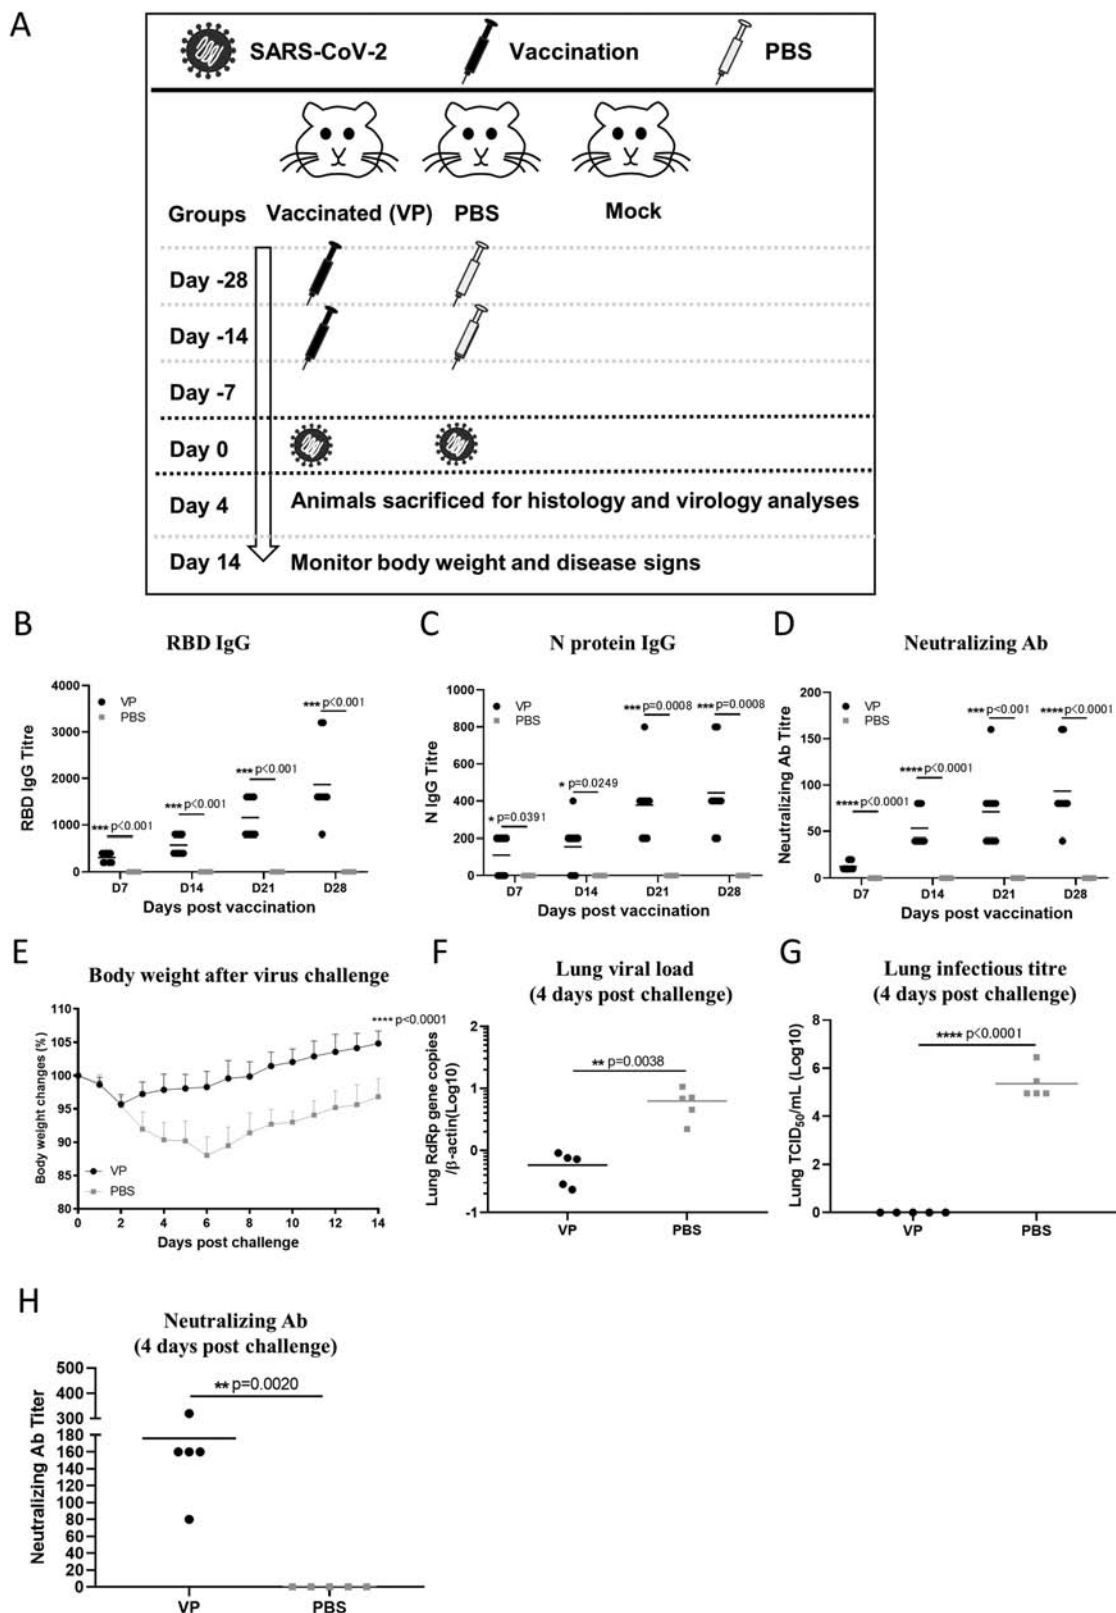 A
SARS-CoV-2 Vaccination PBS
Groups Vaccinated (VP) PBS Mock
Day -28
Day -14
Day -7
Day 0
Day 4 Animals sacrificed for histology and virology analyses
Day 14 Monitor body weight and disease signs
B
RBD IgG
RBD IgG Titre
4000
3000
2000
1000
0
VP
PBS
*** p<0.001
*** p<0.001
*** p<0.001
*** p<0.001
D7 D14 D21 D28
Days post vaccination
C
N protein IgG
N IgG Titre
1000
800
600
400
200
0
VP
PBS
* p=0.0391
* p=0.0249
*** p=0.0008
*** p=0.0008
D7 D14 D21 D28
Days post vaccination
D
Neutralizing Ab
Neutralizing Ab Titre
200
150
100
50
0
VP
PBS
**** p<0.0001
**** p<0.0001
*** p<0.001
**** p<0.0001
D7 D14 D21 D28
Days post vaccination
E
Body weight after virus challenge
Body weight changes (%)
110
105
100
95
90
85
80
**** p<0.0001
VP
PBS
0 2 4 6 8 10 12 14
Days post challenge
F
Lung viral load
(4 days post challenge)
Lung RdRp gene copies
/β-actin(Log10)
2
1
0
-1
** p=0.0038
VP PBS
G
Lung infectious titre
(4 days post challenge)
Lung TCID50/mL (Log10)
8
6
4
2
0
**** p<0.0001
VP PBS
H
Neutralizing Ab
(4 days post challenge)
Neutralizing Ab Titer
500
400
300
180
160
140
120
100
80
60
40
20
0
** p=0.0020
VP PBS